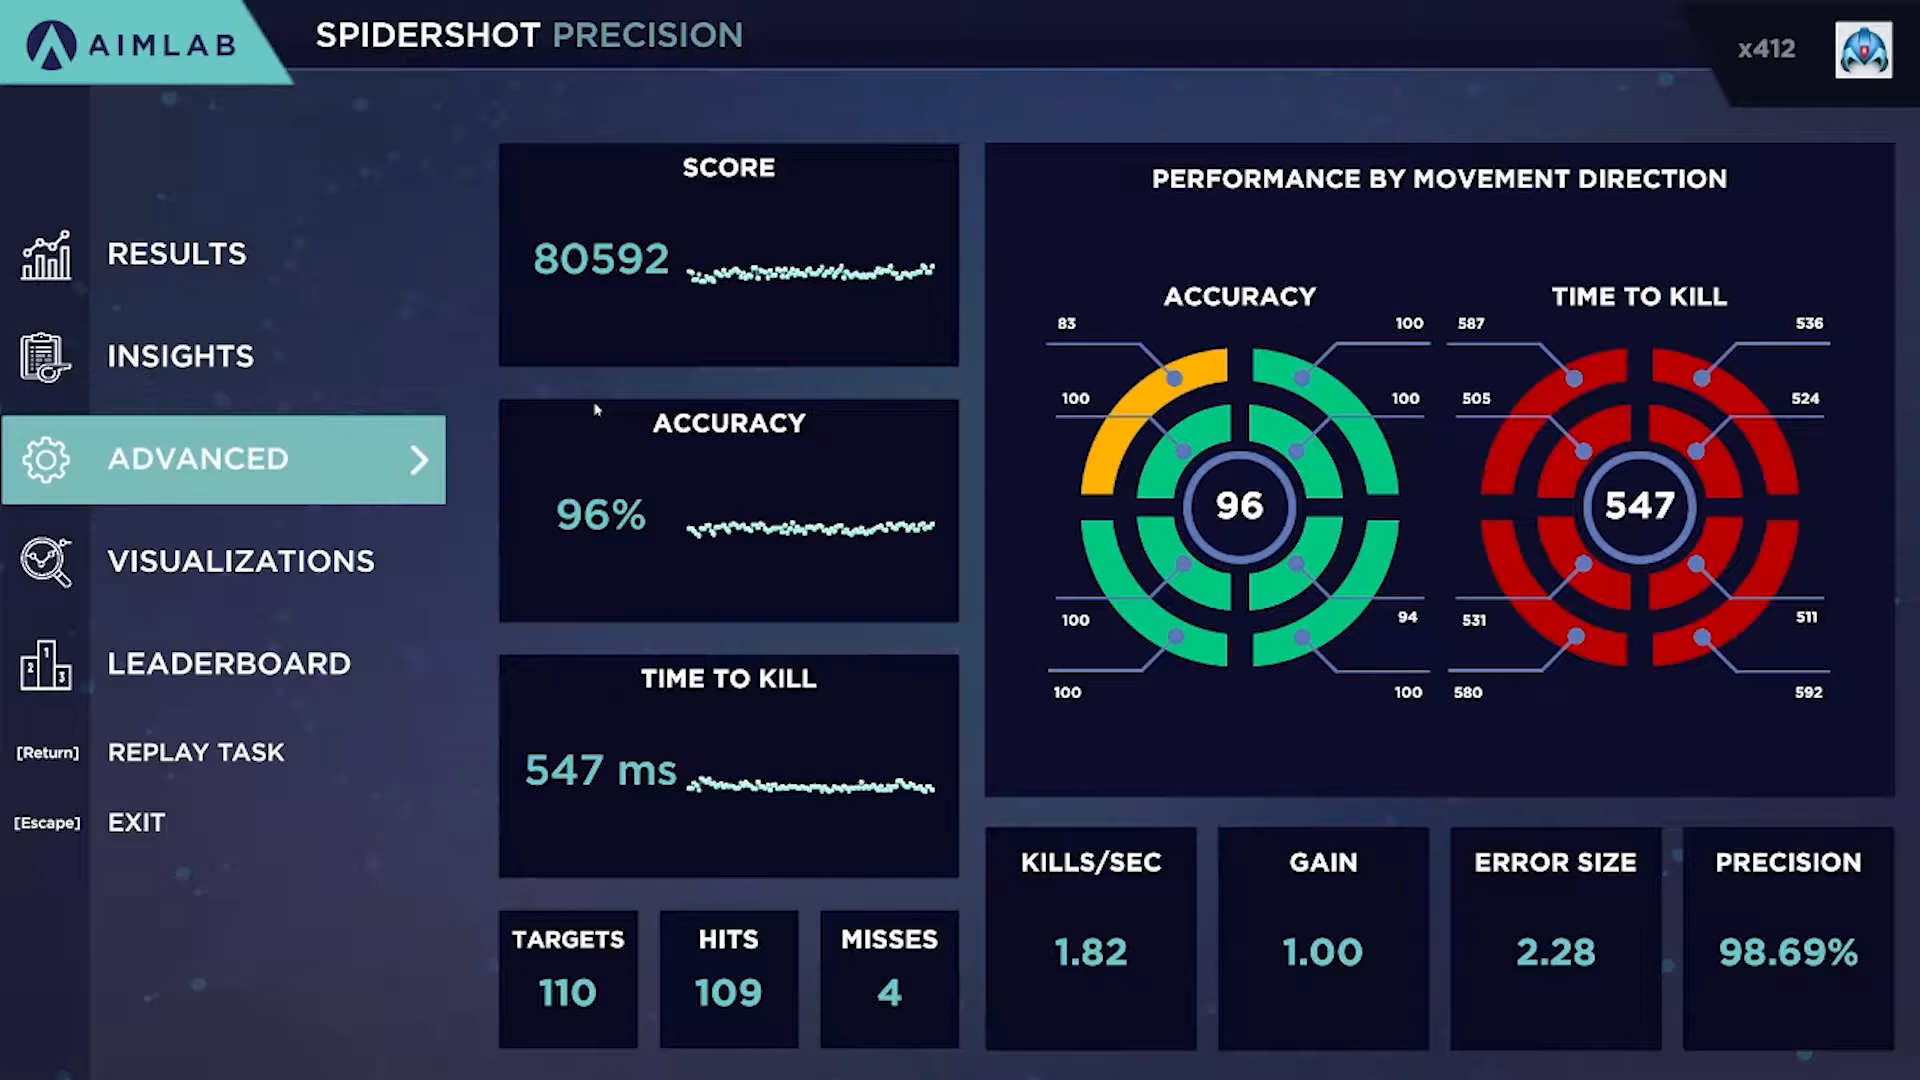 AIMLAB
SPIDERSHOT PRECISION
x412
RESULTS
INSIGHTS
ADVANCED
VISUALIZATIONS
1
2
3
LEADERBOARD
[Return] REPLAY TASK
[Escape] EXIT
SCORE
80592
ACCURACY
96%
TIME TO KILL
547 ms
TARGETS
110
HITS
109
MISSES
4
PERFORMANCE BY MOVEMENT DIRECTION
ACCURACY
83 100
100 100
96
100 94
100 100
TIME TO KILL
587 536
505 524
547
531 511
580 592
KILLS/SEC
1.82
GAIN
1.00
ERROR SIZE
2.28
PRECISION
98.69%